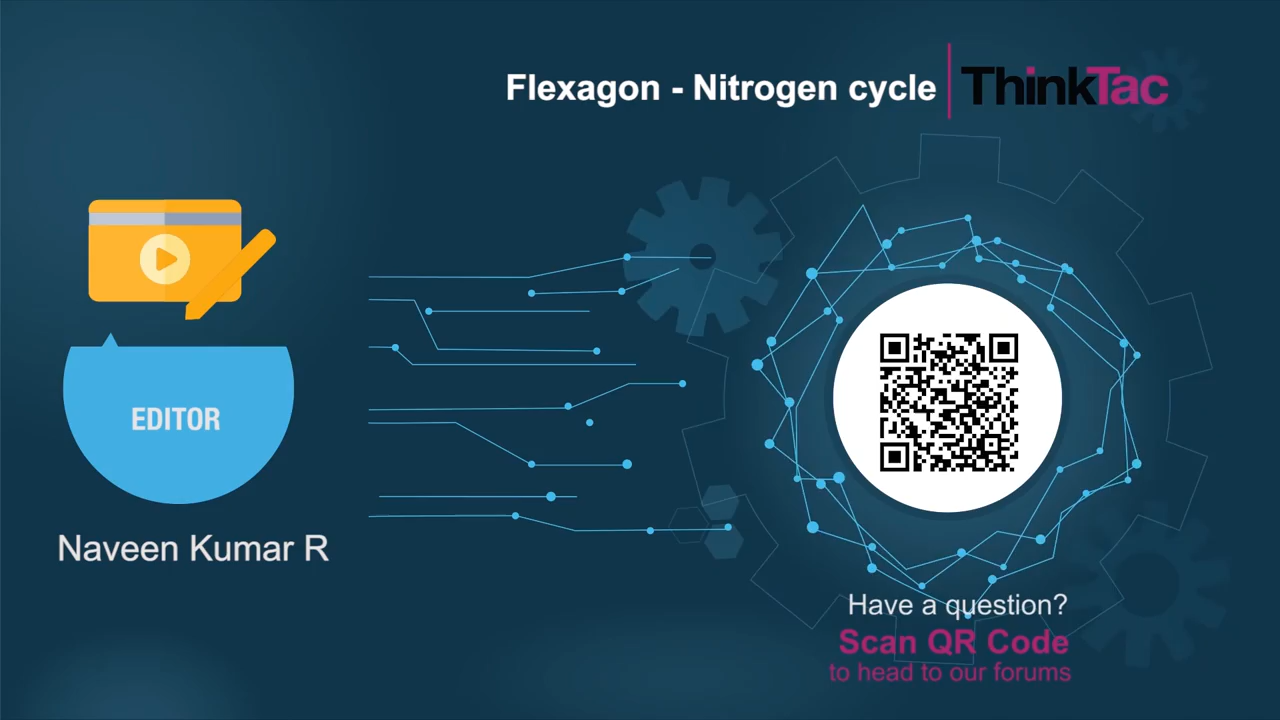 Flexagon - Nitrogen cycle
ThinkTac
EDITOR
Naveen Kumar R
Have a question?
Scan QR Code
to head to our forums